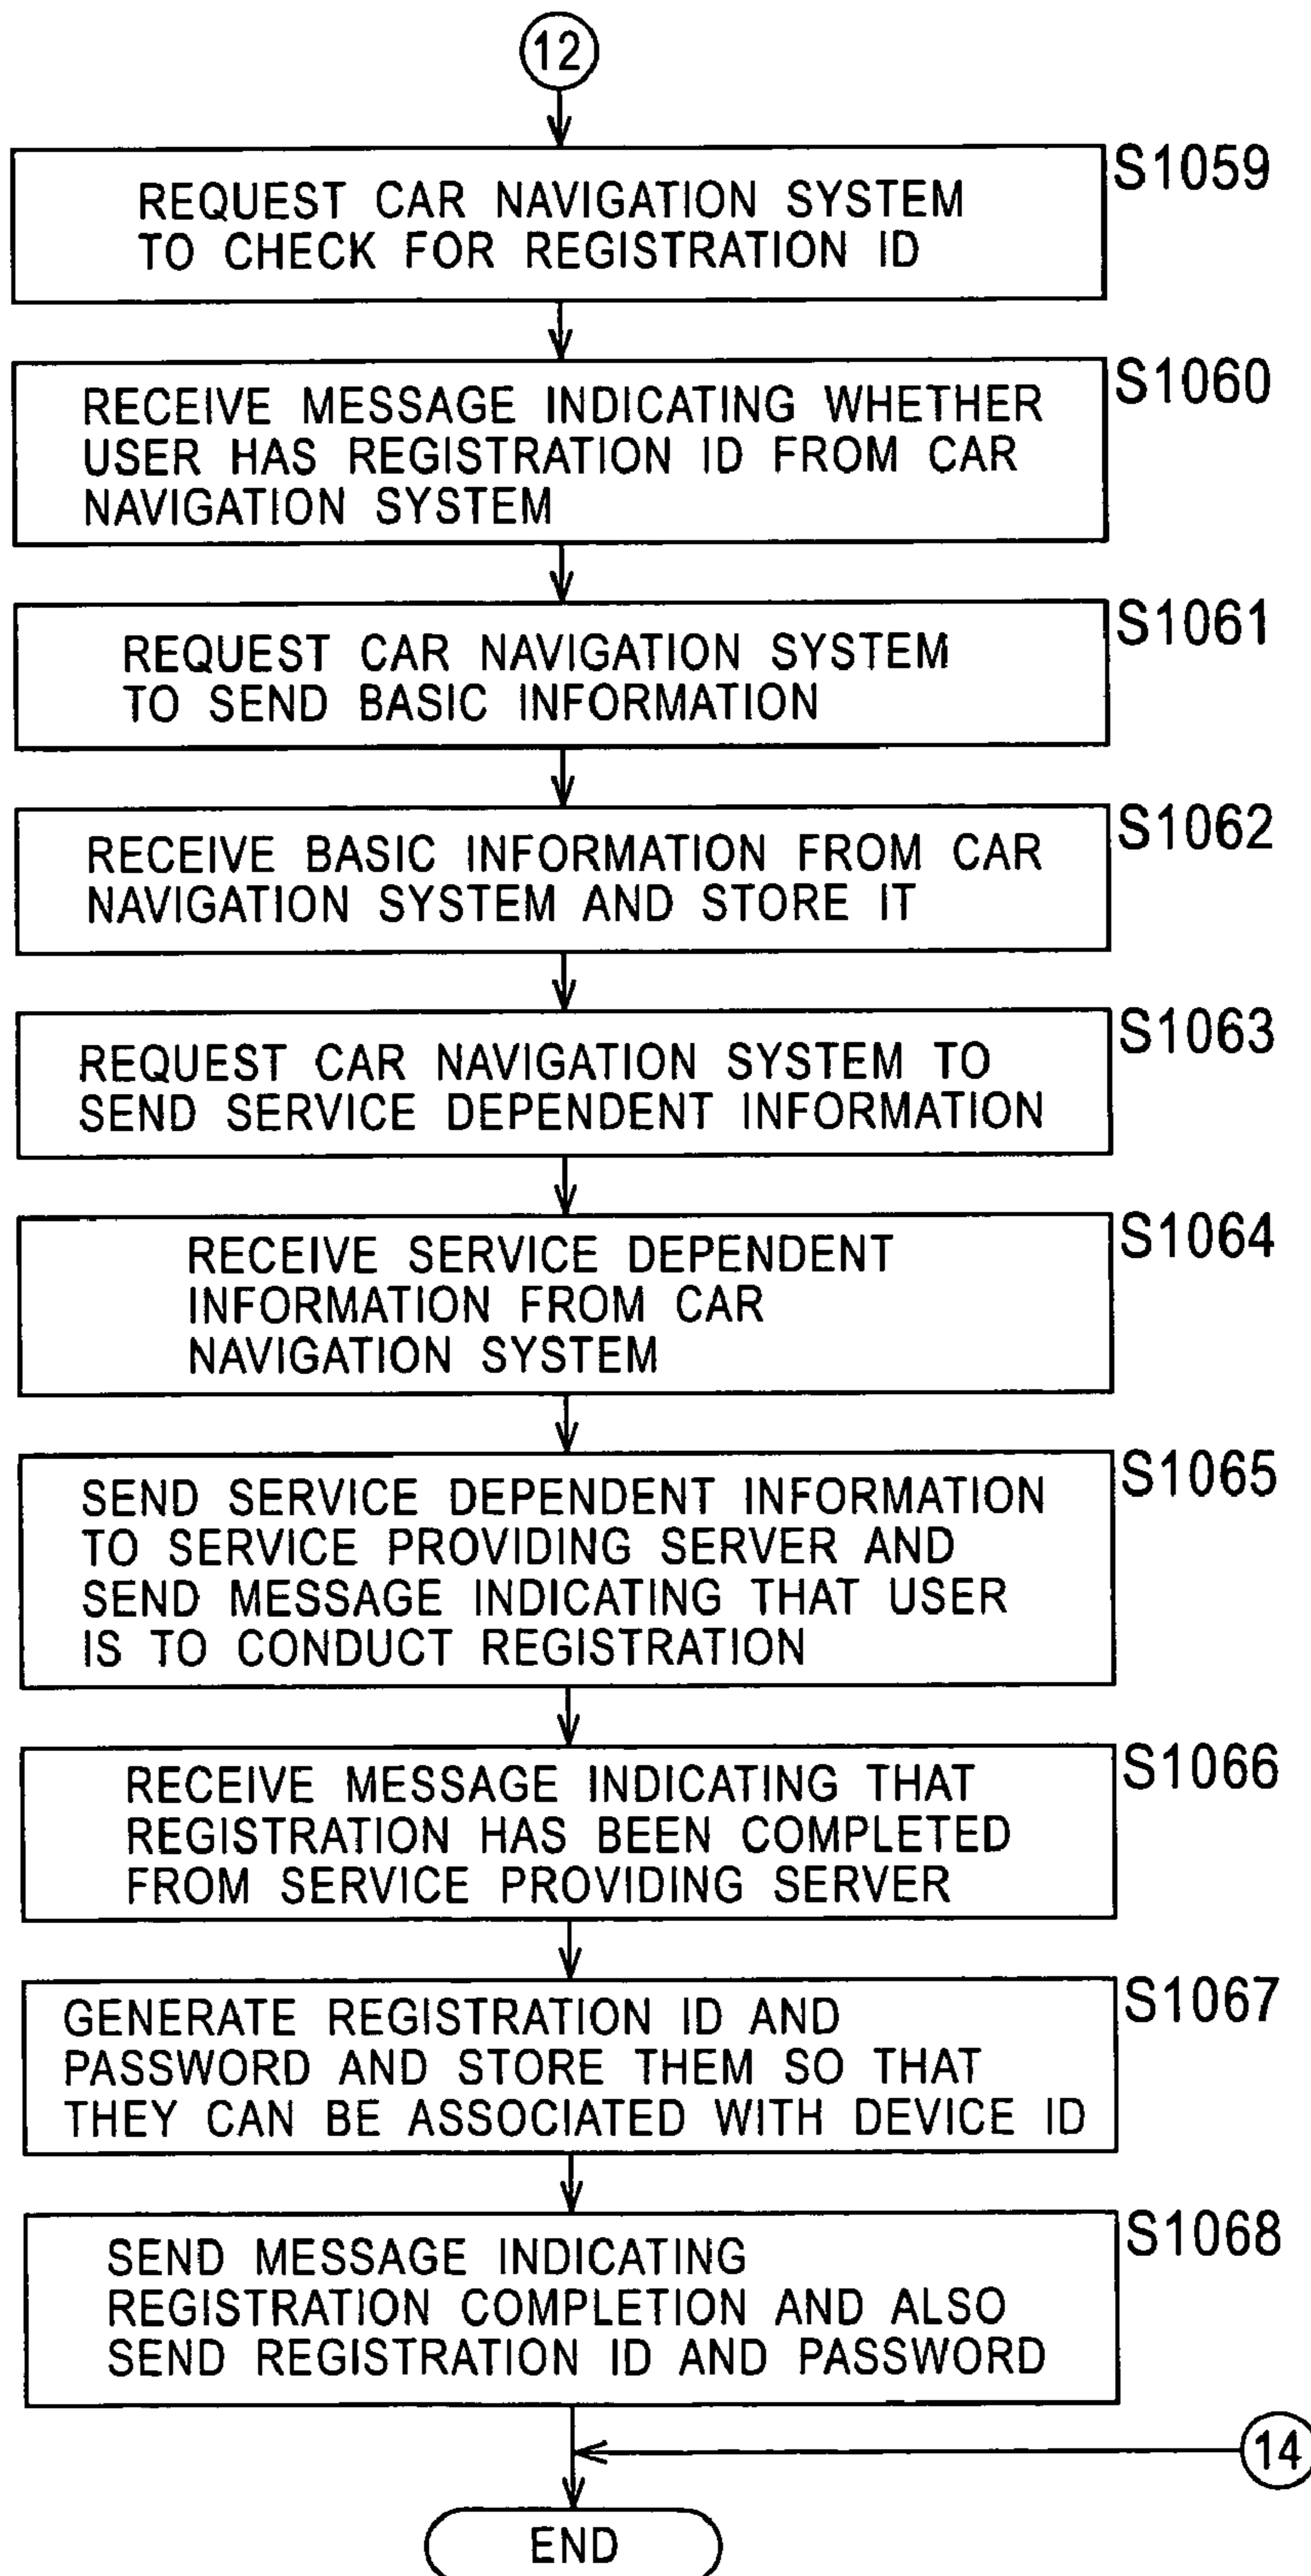 12
S1059
REQUEST CAR NAVIGATION SYSTEM
TO CHECK FOR REGISTRATION ID
S1060
RECEIVE MESSAGE INDICATING WHETHER
USER HAS REGISTRATION ID FROM CAR
NAVIGATION SYSTEM
S1061
REQUEST CAR NAVIGATION SYSTEM
TO SEND BASIC INFORMATION
S1062
RECEIVE BASIC INFORMATION FROM CAR
NAVIGATION SYSTEM AND STORE IT
S1063
REQUEST CAR NAVIGATION SYSTEM TO
SEND SERVICE DEPENDENT INFORMATION
S1064
RECEIVE SERVICE DEPENDENT
INFORMATION FROM CAR
NAVIGATION SYSTEM
S1065
SEND SERVICE DEPENDENT INFORMATION
TO SERVICE PROVIDING SERVER AND
SEND MESSAGE INDICATING THAT USER
IS TO CONDUCT REGISTRATION
S1066
RECEIVE MESSAGE INDICATING THAT
REGISTRATION HAS BEEN COMPLETED
FROM SERVICE PROVIDING SERVER
S1067
GENERATE REGISTRATION ID AND
PASSWORD AND STORE THEM SO THAT
THEY CAN BE ASSOCIATED WITH DEVICE ID
S1068
SEND MESSAGE INDICATING
REGISTRATION COMPLETION AND ALSO
SEND REGISTRATION ID AND PASSWORD
14
END